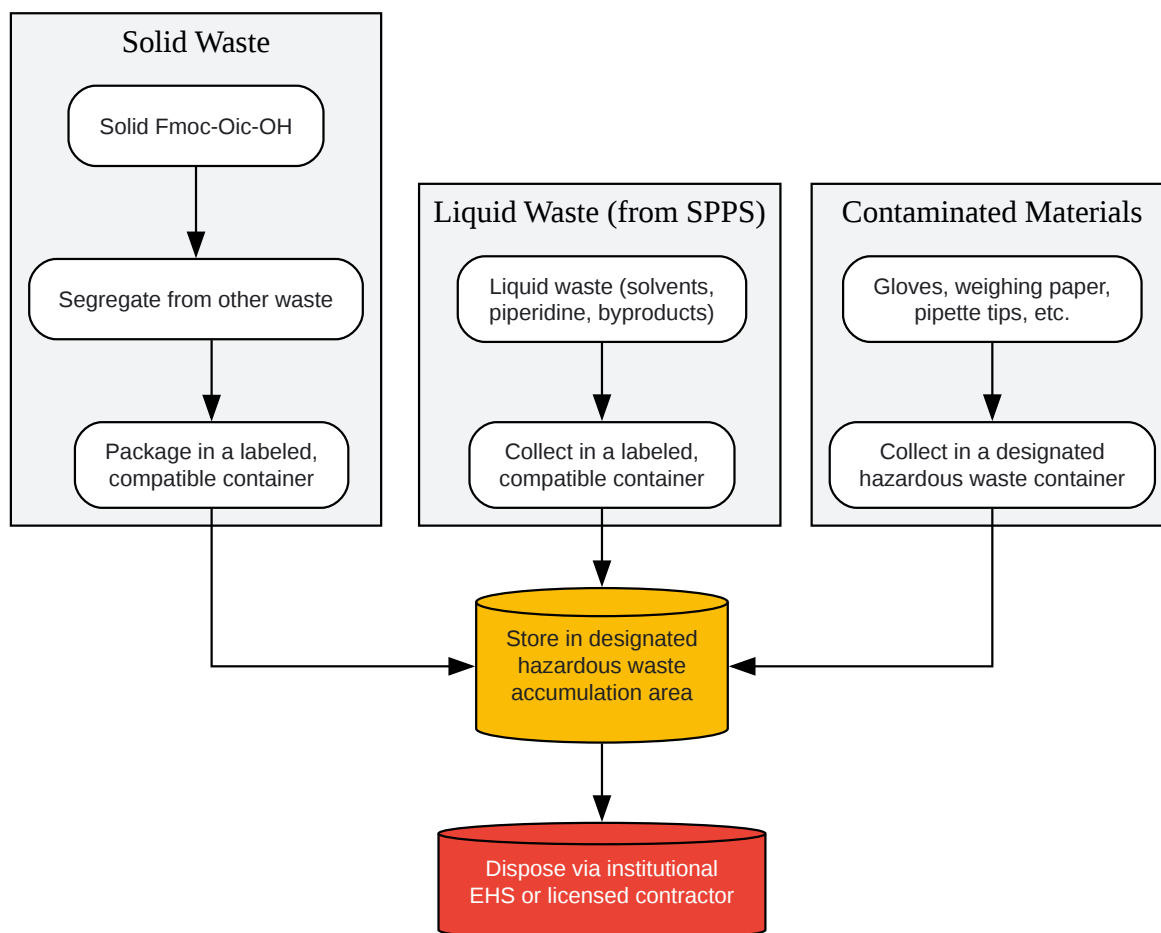 Solid Waste
Solid Fmoc-Oic-OH
Segregate from other waste
Package in a labeled,
compatible container
Liquid Waste (from SPPS)
Liquid waste (solvents,
piperidine, byproducts)
Collect in a labeled,
compatible container
Contaminated Materials
Gloves, weighing paper,
pipette tips, etc.
Collect in a designated
hazardous waste container
Store in designated
hazardous waste
accumulation area
Dispose via institutional
EHS or licensed contractor